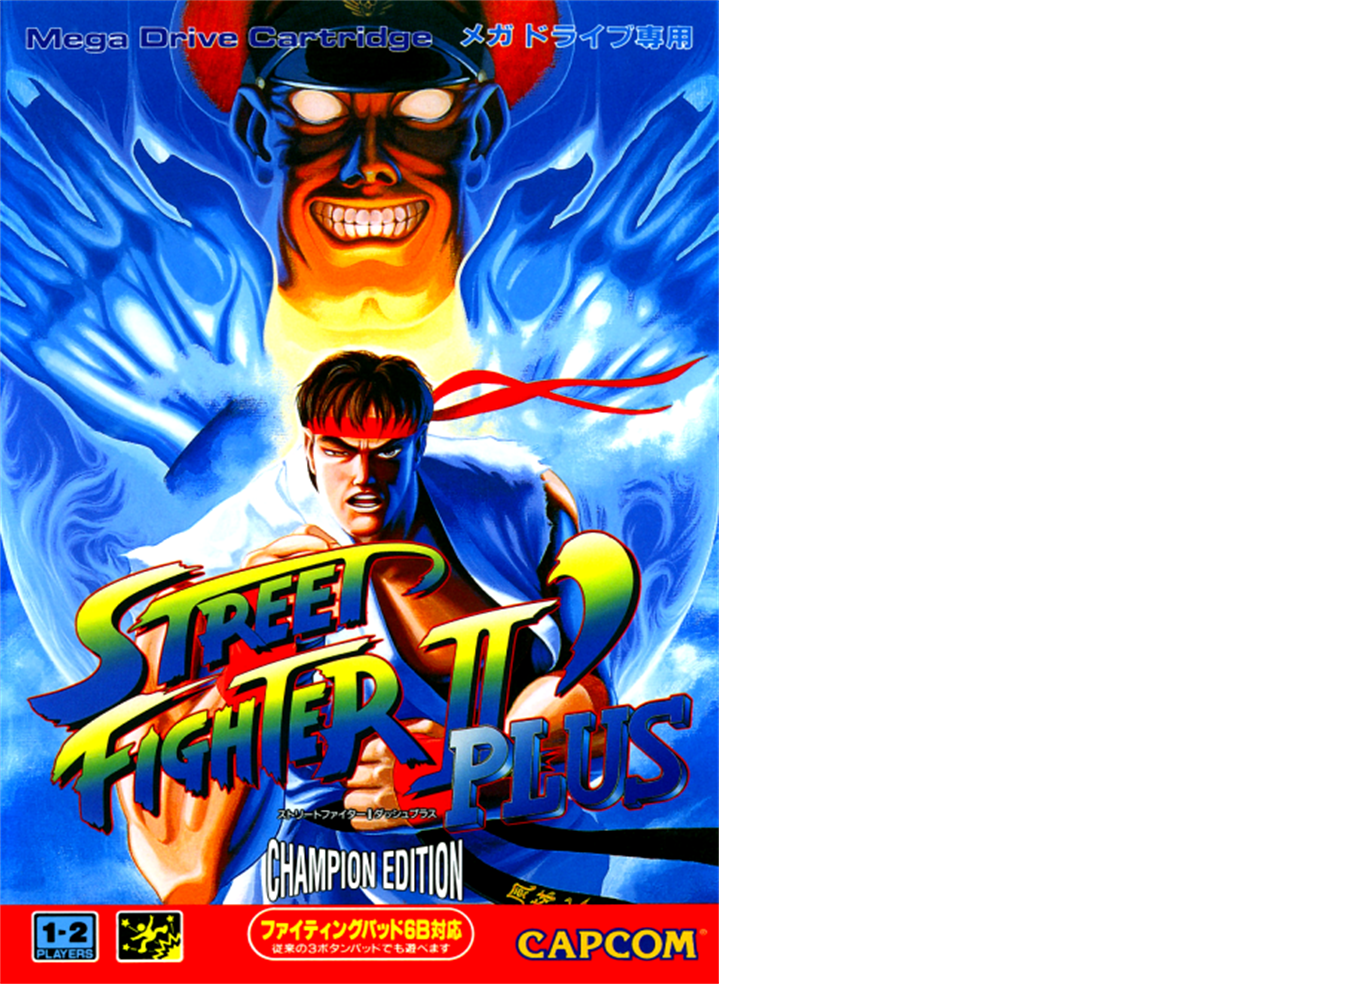 Mega Drive Cartridge メガドライブ専用
STREET
FIGHTER II'
PLUS
ストリートファイターIIダッシュプラス
CHAMPION EDITION
1-2
PLAYERS
ファイティングパッド6B対応
従来の3ボタンパッドでも遊べます
CAPCOM®